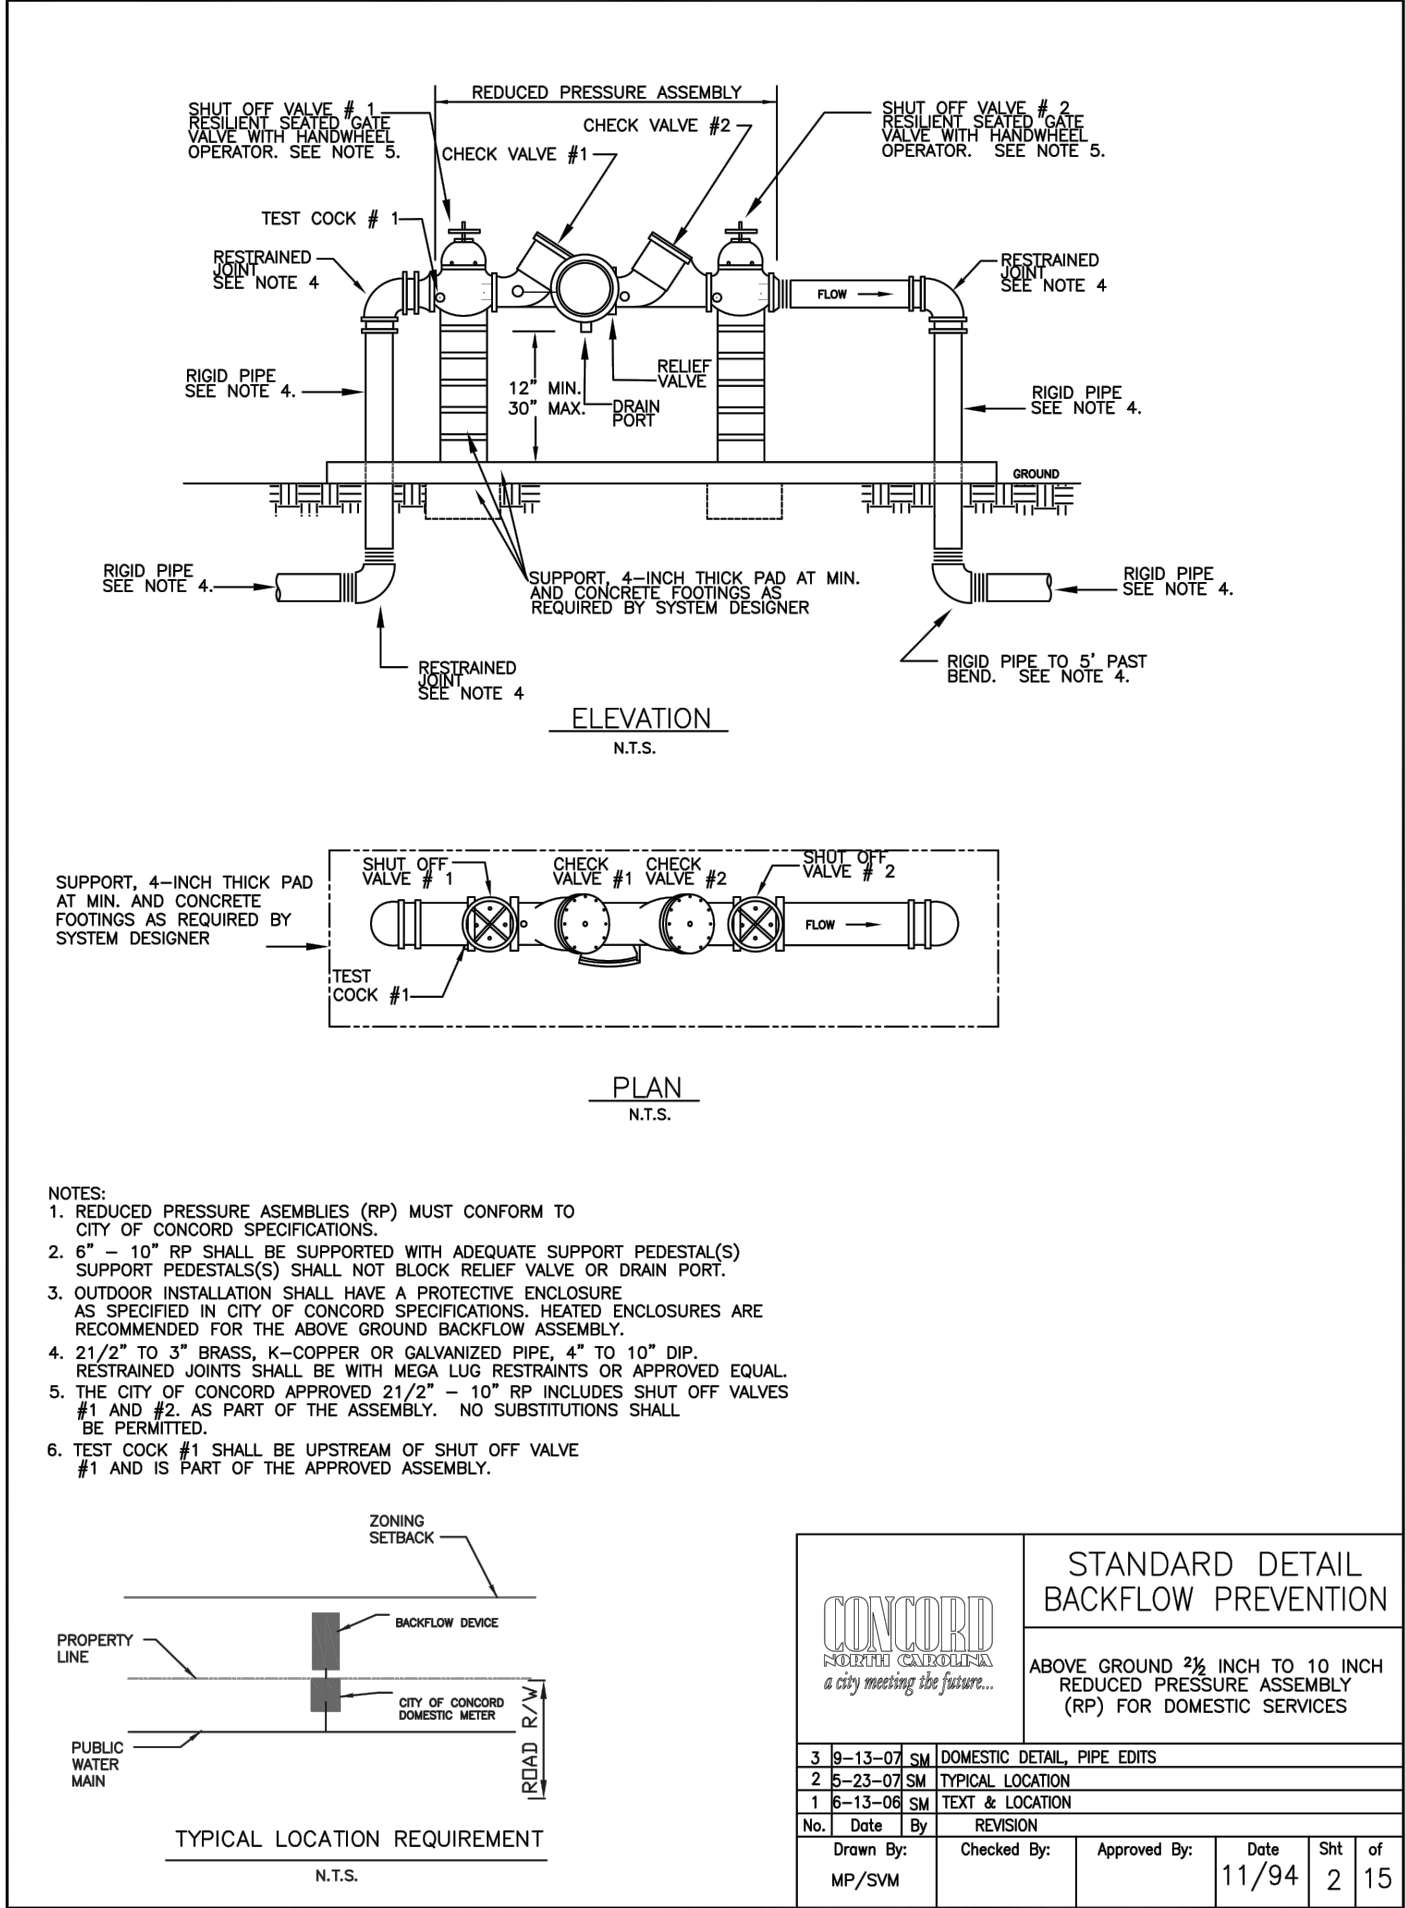 REDUCED PRESSURE ASSEMBLY
SHUT OFF VALVE # 1
RESILIENT SEATED GATE
VALVE WITH HANDWHEEL
OPERATOR. SEE NOTE 5.
CHECK VALVE #2
CHECK VALVE #1
SHUT OFF VALVE # 2
RESILIENT SEATED GATE
VALVE WITH HANDWHEEL
OPERATOR. SEE NOTE 5.
TEST COCK # 1
RESTRAINED
JOINT
SEE NOTE 4
RESTRAINED
JOINT
SEE NOTE 4
FLOW
RIGID PIPE
SEE NOTE 4.
12" MIN.
30" MAX.
RELIEF
VALVE
DRAIN
PORT
RIGID PIPE
SEE NOTE 4.
GROUND
RIGID PIPE
SEE NOTE 4.
SUPPORT, 4-INCH THICK PAD AT MIN.
AND CONCRETE FOOTINGS AS
REQUIRED BY SYSTEM DESIGNER
RIGID PIPE
SEE NOTE 4.
RESTRAINED
JOINT
SEE NOTE 4
RIGID PIPE TO 5' PAST
BEND. SEE NOTE 4.
ELEVATION
N.T.S.
SUPPORT, 4-INCH THICK PAD
AT MIN. AND CONCRETE
FOOTINGS AS REQUIRED BY
SYSTEM DESIGNER
SHUT OFF
VALVE # 1
CHECK
VALVE #1
CHECK
VALVE #2
SHUT OFF
VALVE # 2
FLOW
TEST
COCK #1
PLAN
N.T.S.
NOTES:
1. REDUCED PRESSURE ASEMBLIES (RP) MUST CONFORM TO
CITY OF CONCORD SPECIFICATIONS.
2. 6" - 10" RP SHALL BE SUPPORTED WITH ADEQUATE SUPPORT PEDESTAL(S)
SUPPORT PEDESTALS(S) SHALL NOT BLOCK RELIEF VALVE OR DRAIN PORT.
3. OUTDOOR INSTALLATION SHALL HAVE A PROTECTIVE ENCLOSURE
AS SPECIFIED IN CITY OF CONCORD SPECIFICATIONS. HEATED ENCLOSURES ARE
RECOMMENDED FOR THE ABOVE GROUND BACKFLOW ASSEMBLY.
4. 21/2" TO 3" BRASS, K-COPPER OR GALVANIZED PIPE, 4" TO 10" DIP.
RESTRAINED JOINTS SHALL BE WITH MEGA LUG RESTRAINTS OR APPROVED EQUAL.
5. THE CITY OF CONCORD APPROVED 21/2" - 10" RP INCLUDES SHUT OFF VALVES
#1 AND #2. AS PART OF THE ASSEMBLY. NO SUBSTITUTIONS SHALL
BE PERMITTED.
6. TEST COCK #1 SHALL BE UPSTREAM OF SHUT OFF VALVE
#1 AND IS PART OF THE APPROVED ASSEMBLY.
ZONING
SETBACK
BACKFLOW DEVICE
PROPERTY
LINE
CITY OF CONCORD
DOMESTIC METER
ROAD R/W
PUBLIC
WATER
MAIN
TYPICAL LOCATION REQUIREMENT
N.T.S.
CONCORD
NORTH CAROLINA
a city meeting the future...
STANDARD DETAIL
BACKFLOW PREVENTION
ABOVE GROUND 2½ INCH TO 10 INCH
REDUCED PRESSURE ASSEMBLY
(RP) FOR DOMESTIC SERVICES
3 9-13-07 SM DOMESTIC DETAIL, PIPE EDITS
2 5-23-07 SM TYPICAL LOCATION
1 6-13-06 SM TEXT & LOCATION
No. Date By REVISION
Drawn By: Checked By: Approved By: Date Sht of
MP/SVM 11/94 2 15